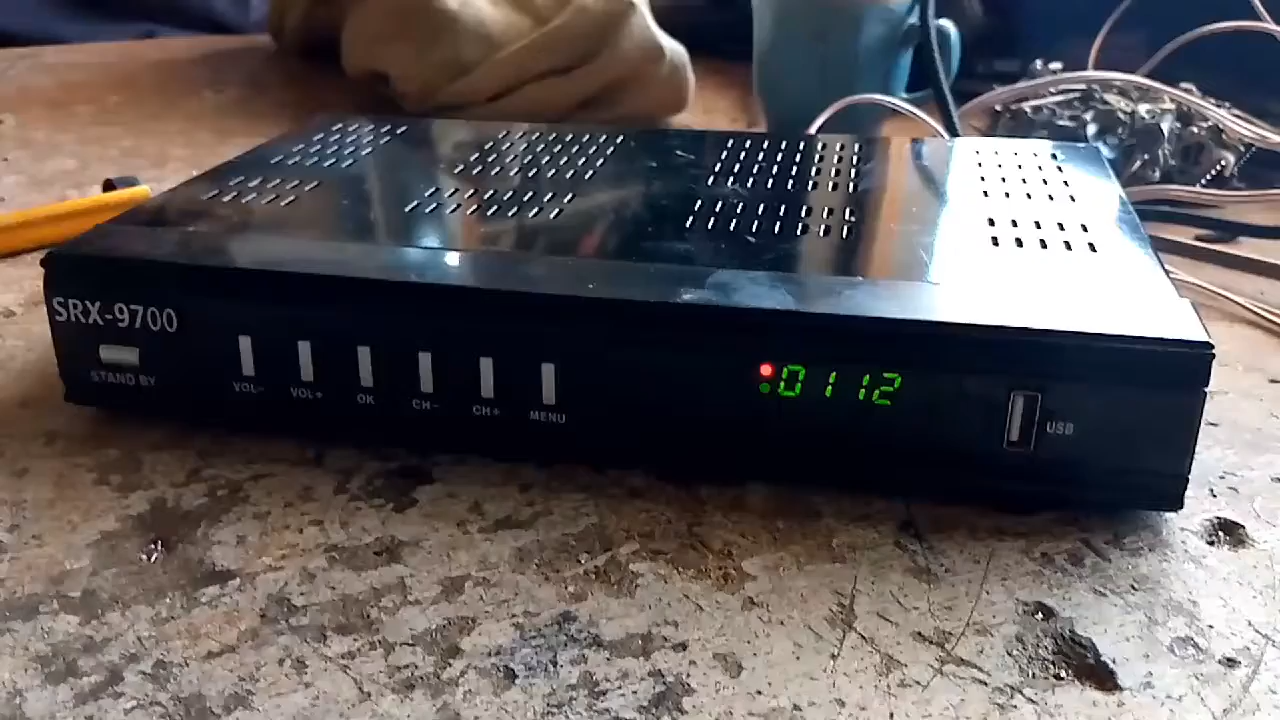 SRX-9700
STAND BY
VOL-
VOL+
OK
CH-
CH+
MENU
0112
USB